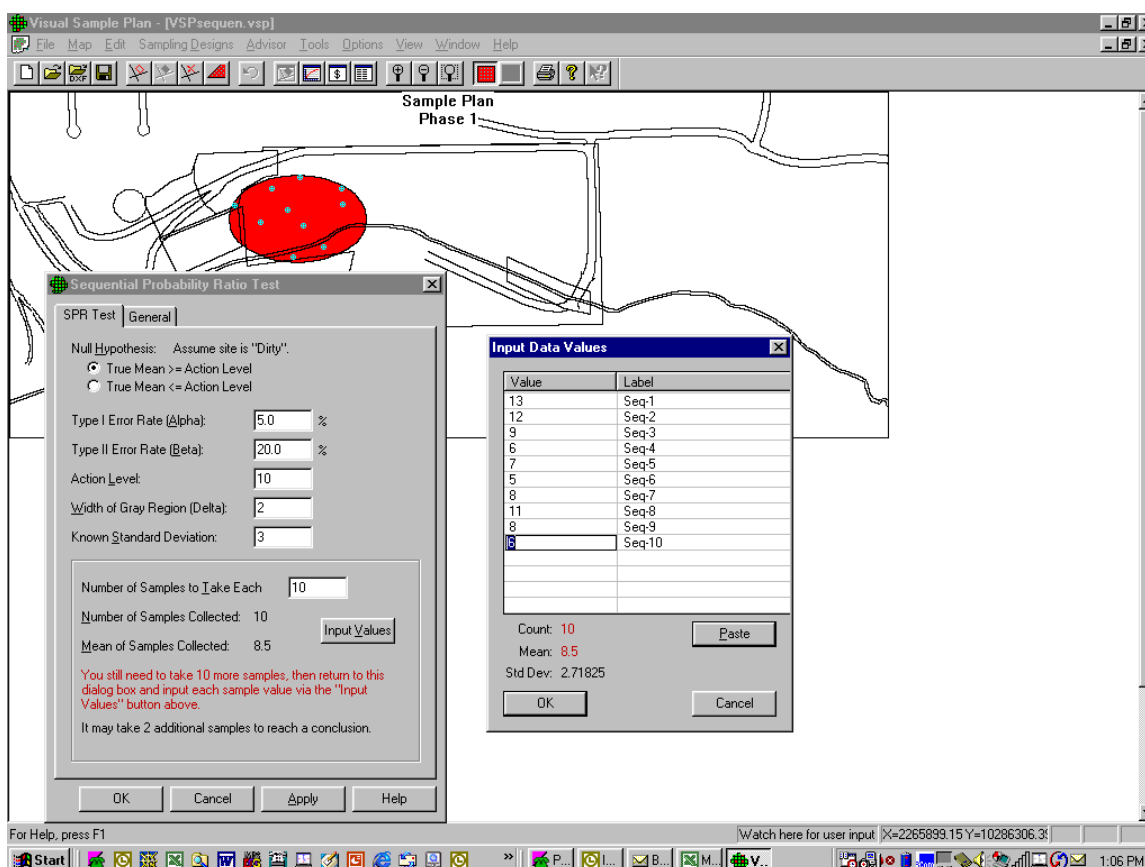 Visual Sample Plan - [VSPsequen.vsp]
File Map Edit Sampling Designs Advisor Tools Options View Window Help
DXF $ ?
Sample Plan
Phase 1
Sequential Probability Ratio Test
SPR Test General
Null Hypothesis: Assume site is "Dirty".
True Mean >= Action Level
True Mean <= Action Level
Type I Error Rate (Alpha): 5.0 %
Type II Error Rate (Beta): 20.0 %
Action Level: 10
Width of Gray Region (Delta): 2
Known Standard Deviation: 3
Number of Samples to Take Each 10
Number of Samples Collected: 10
Input Values
Mean of Samples Collected: 8.5
You still need to take 10 more samples, then return to this
dialog box and input each sample value via the "Input
Values" button above.
It may take 2 additional samples to reach a conclusion.
OK Cancel Apply Help
Input Data Values
Value Label
13 Seq-1
12 Seq-2
9 Seq-3
6 Seq-4
7 Seq-5
5 Seq-6
8 Seq-7
11 Seq-8
8 Seq-9
6 Seq-10
Count: 10
Paste
Mean: 8.5
Std Dev: 2.71825
OK Cancel
For Help, press F1
Watch here for user input X=2265899.15 Y=10286306.3
Start » P... I... B... M... V.. 1:06 PM